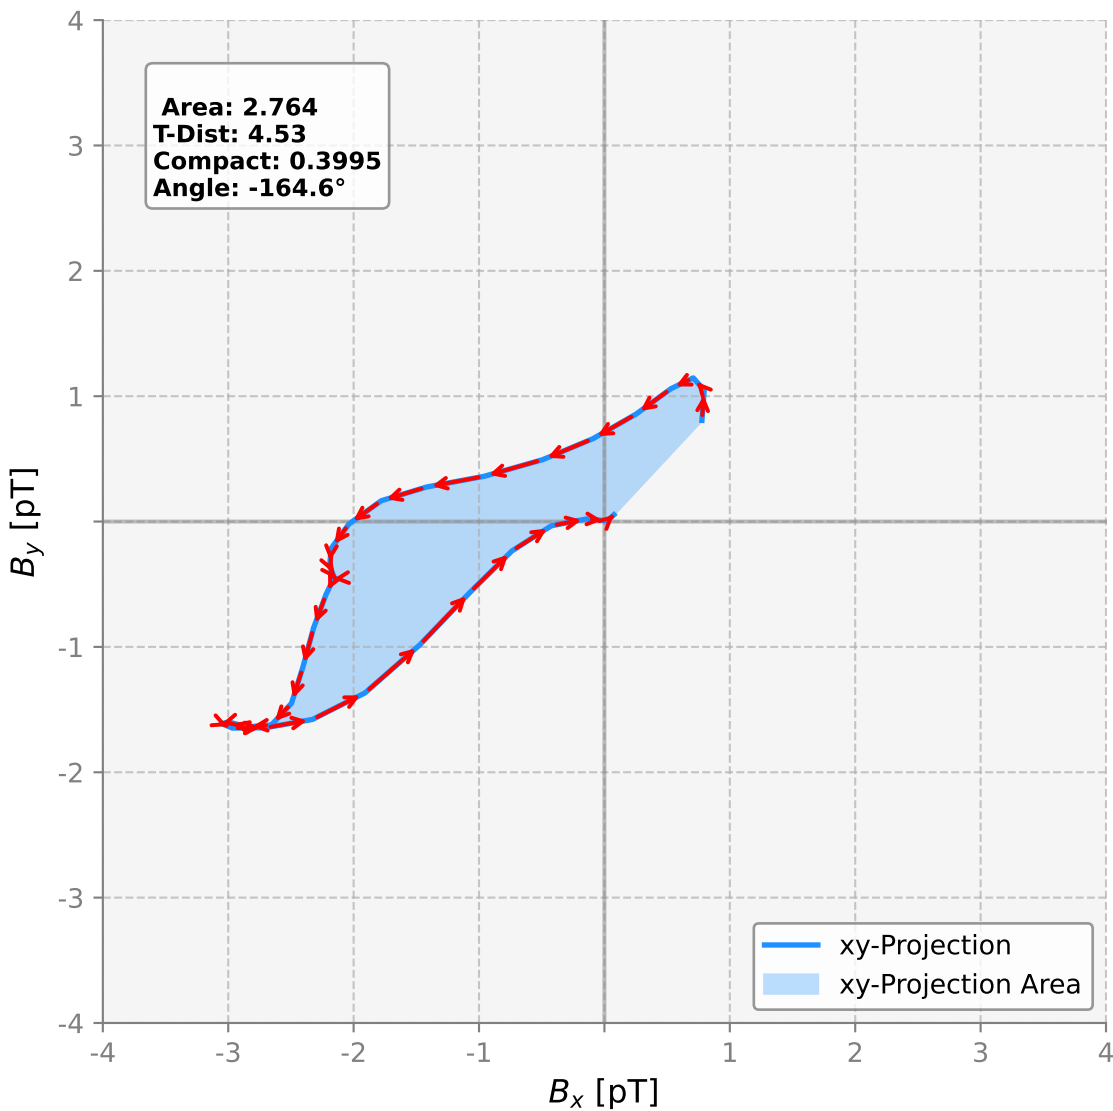 4
3
2
1
-1
-2
-3
-4
B_y [pT]
Area: 2.764
T-Dist: 4.53
Compact: 0.3995
Angle: -164.6°
xy-Projection
xy-Projection Area
-4 -3 -2 -1 1 2 3 4
B_x [pT]